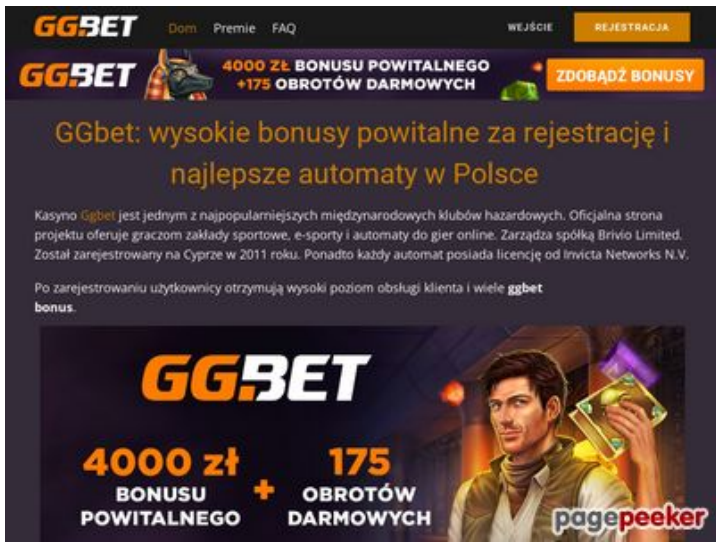 GGBET Dom Premie FAQ WEJŚCIE REJESTRACJA
GGBET 4000 ZŁ BONUSU POWITALNEGO
+175 OBROTÓW DARMOWYCH ZDOBĄDŹ BONUSY
GGbet: wysokie bonusy powitalne za rejestrację i
najlepsze automaty w Polsce
Kasyno Ggbet jest jednym z najpopularniejszych międzynarodowych klubów hazardowych. Oficjalna strona
projektu oferuje graczom zakłady sportowe, e-sporty i automaty do gier online. Zarządza spółką Brivio Limited.
Został zarejestrowany na Cyprze w 2011 roku. Ponadto każdy automat posiada licencję od Invicta Networks N.V.
Po zarejestrowaniu użytkownicy otrzymują wysoki poziom obsługi klienta i wiele ggbet
bonus.
GGBET
4000 zł + 175
BONUSU OBROTÓW
POWITALNEGO DARMOWYCH
pagepeeker